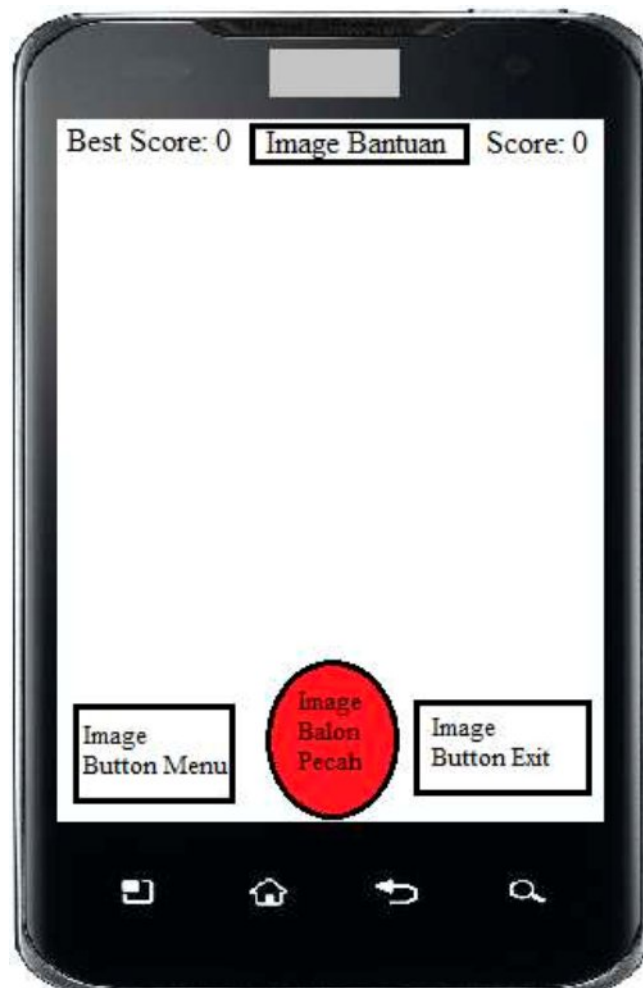 Best Score: 0 Image Bantuan Score: 0
Image
Balon
Pecah
Image
Button Menu
Image
Button Exit